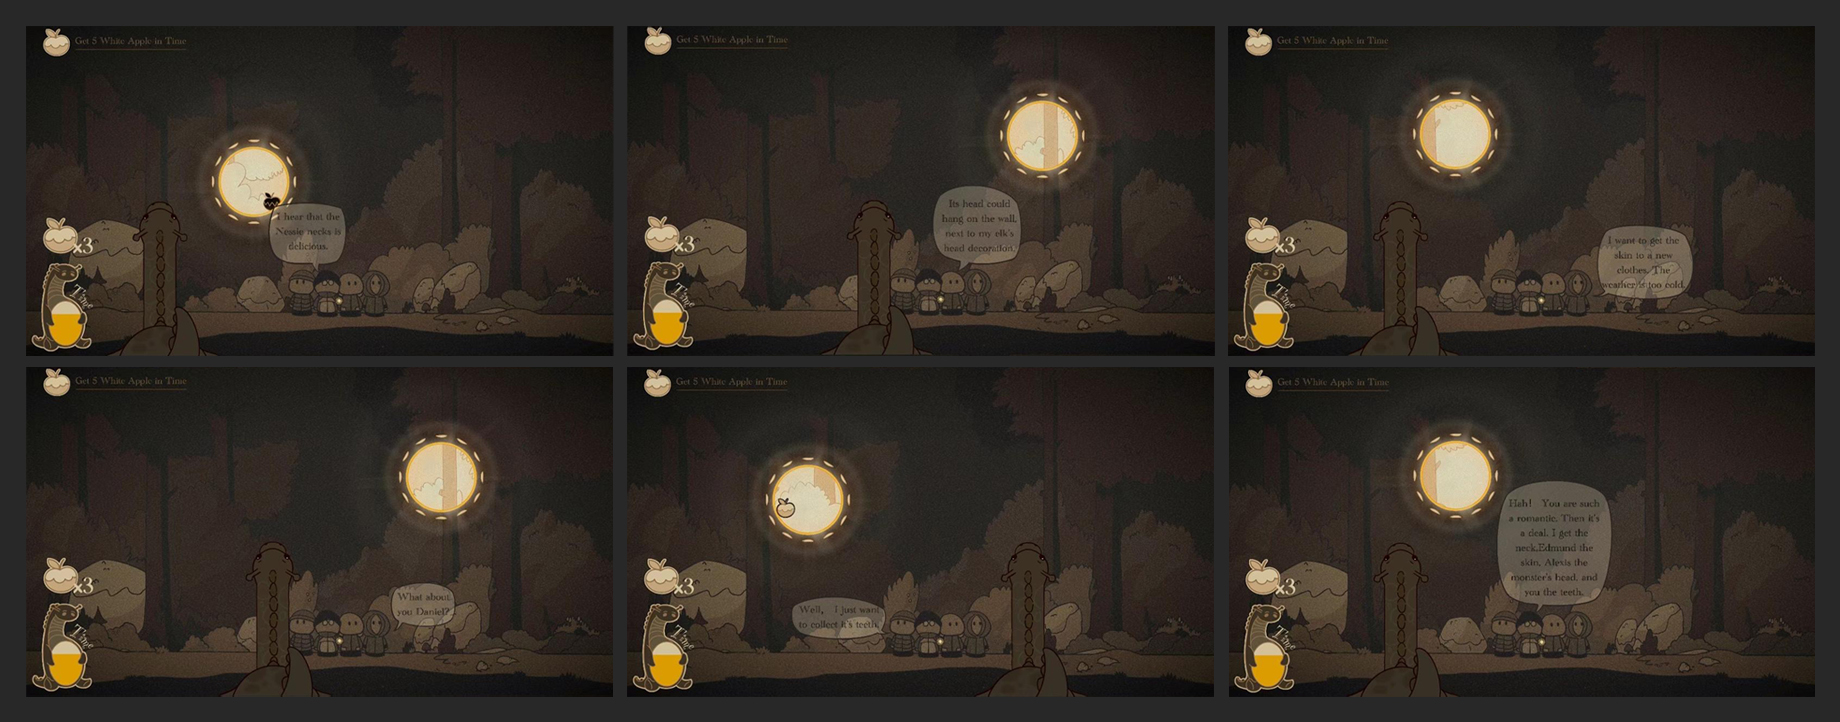 Get 5 White Apple in Time
I hear that the
Nessie necks is
delicious.
x3
Time
Get 5 White Apple in Time
Its head could
hang on the wall,
next to my elk's
head decoration.
x3
Time
Get 5 White Apple in Time
I want to get the
skin to a new
clothes. The
weather is too cold.
x3
Time
Get 5 White Apple in Time
What about
you Daniel?
x3
Time
Get 5 White Apple in Time
Well, I just want
to collect it's teeth.
x3
Time
Get 5 White Apple in Time
Hah! You are such
a romantic. Then it's
a deal. I get the
neck,Edmund the
skin, Alexis the
monster's head, and
you the teeth.
x3
Time